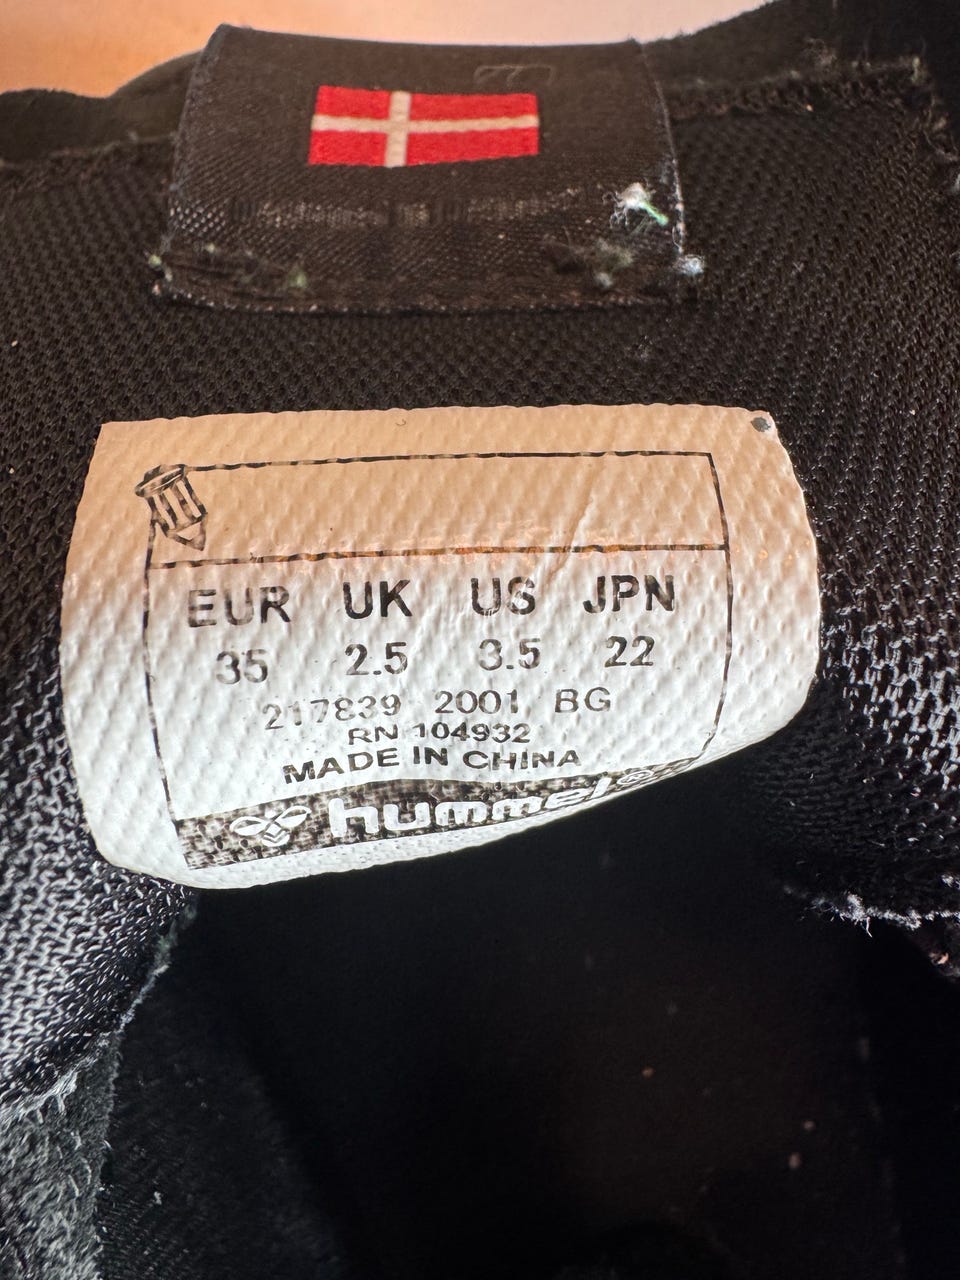 EUR UK US JPN
35 2.5 3.5 22
217839 2001 BG
RN 104932
MADE IN CHINA
hummel®